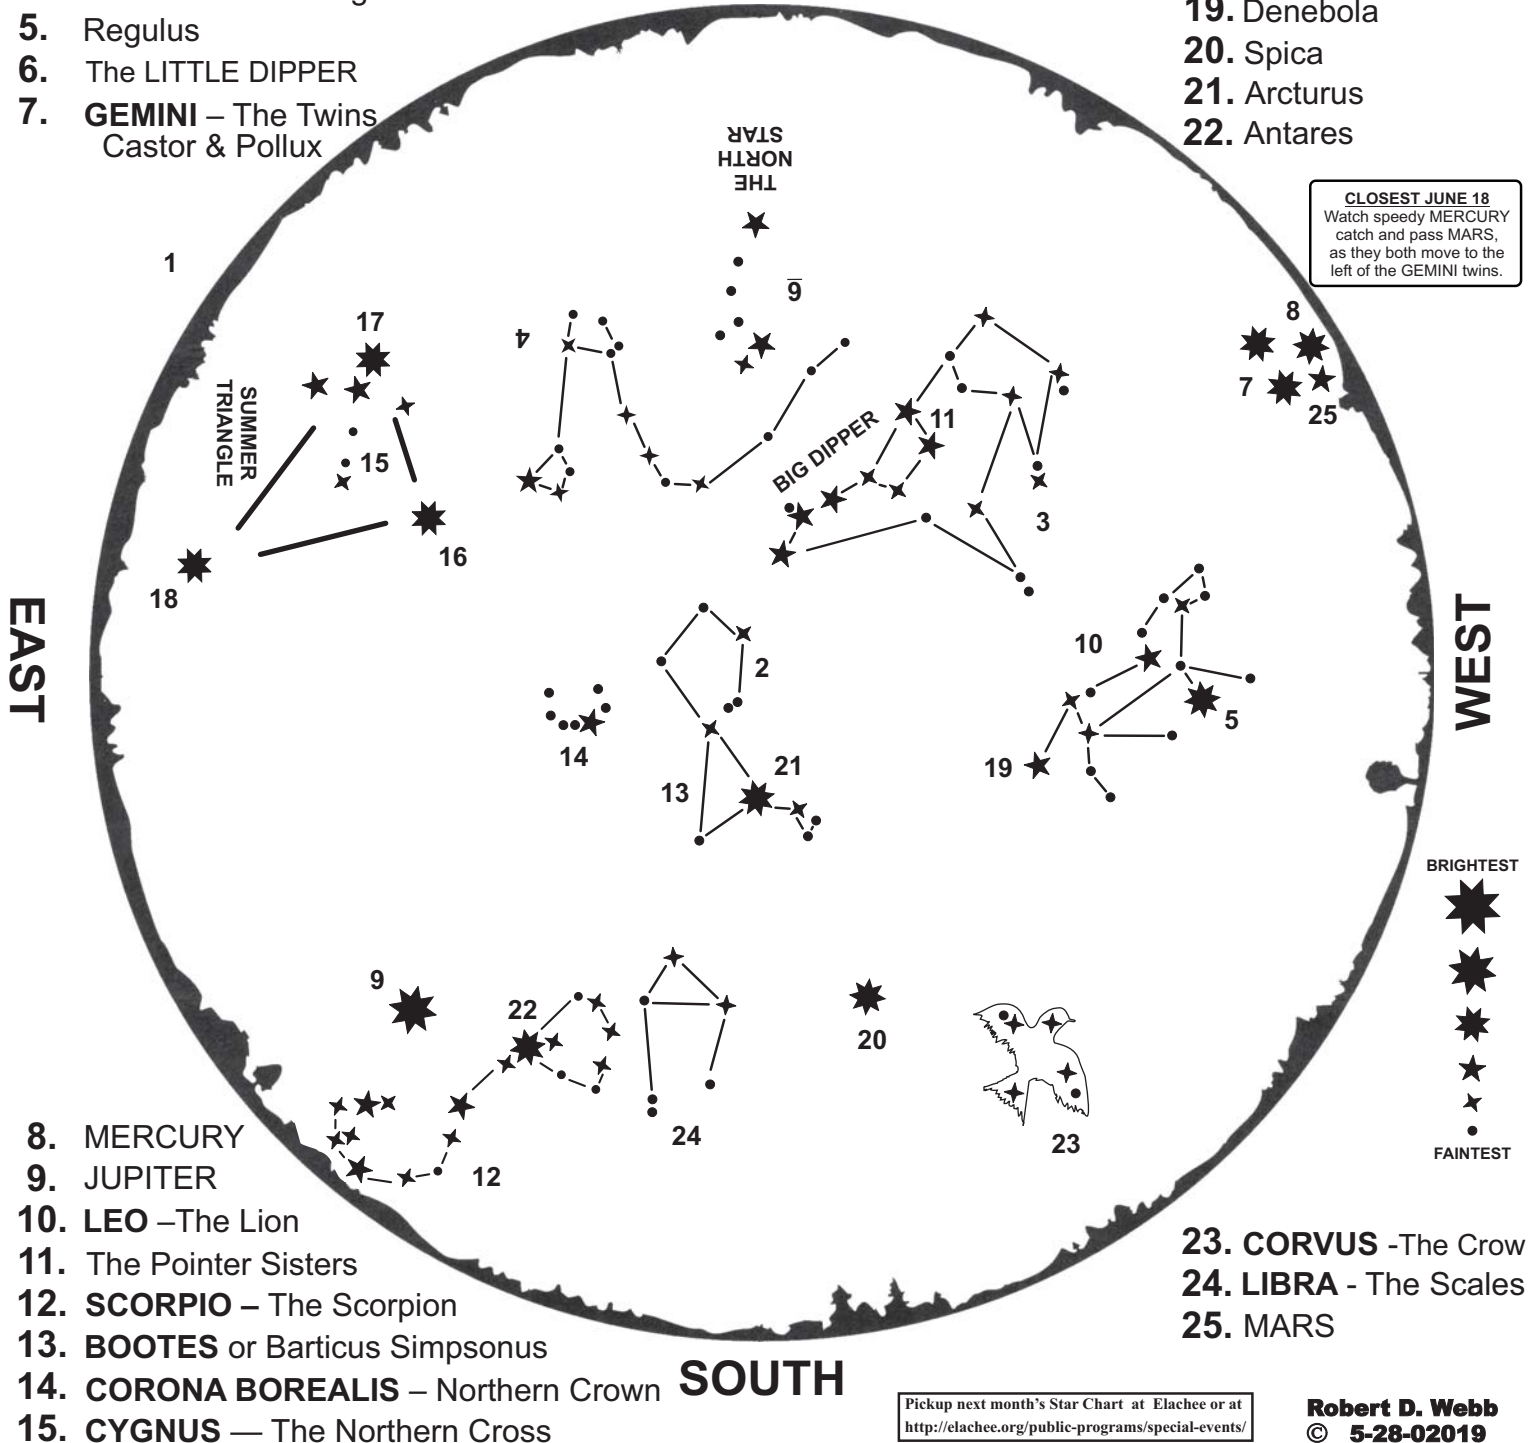 5. Regulus
6. The LITTLE DIPPER
7. GEMINI – The Twins
Castor & Pollux
19. Denebola
20. Spica
21. Arcturus
22. Antares
CLOSEST JUNE 18
Watch speedy MERCURY
catch and pass MARS,
as they both move to the
left of the GEMINI twins.
THE
NORTH
STAR
1
6
17
4
8
7
25
SUMMER
TRIANGLE
15
11
BIG DIPPER
3
16
18
EAST
WEST
2
10
5
14
21
19
13
BRIGHTEST
9
22
20
24
23
12
FAINTEST
8. MERCURY
9. JUPITER
10. LEO –The Lion
11. The Pointer Sisters
12. SCORPIO – The Scorpion
13. BOOTES or Barticus Simpsonus
14. CORONA BOREALIS – Northern Crown
15. CYGNUS — The Northern Cross
23. CORVUS -The Crow
24. LIBRA - The Scales
25. MARS
SOUTH
Pickup next month's Star Chart at Elachee or at
http://elachee.org/public-programs/special-events/
Robert D. Webb
© 5-28-02019